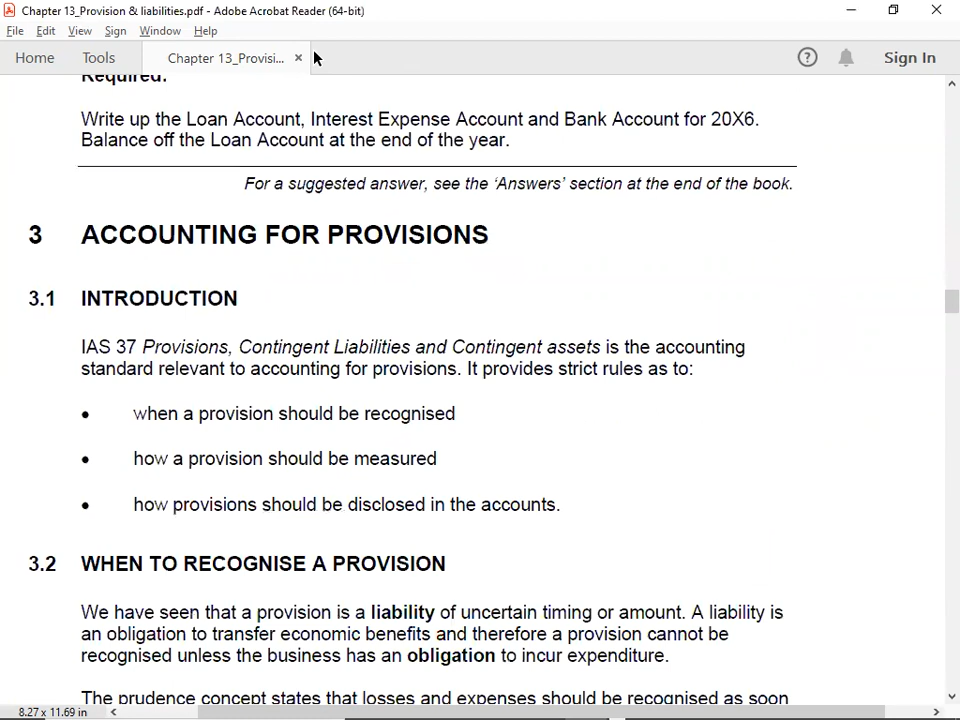 Chapter 13_Provision & liabilities.pdf - Adobe Acrobat Reader (64-bit)
File Edit View Sign Window Help
Home Tools Chapter 13_Provisi... × Sign In
Required:
Write up the Loan Account, Interest Expense Account and Bank Account for 20X6.
Balance off the Loan Account at the end of the year.
For a suggested answer, see the ‘Answers’ section at the end of the book.
3 ACCOUNTING FOR PROVISIONS
3.1 INTRODUCTION
IAS 37 Provisions, Contingent Liabilities and Contingent assets is the accounting
standard relevant to accounting for provisions. It provides strict rules as to:
• when a provision should be recognised
• how a provision should be measured
• how provisions should be disclosed in the accounts.
3.2 WHEN TO RECOGNISE A PROVISION
We have seen that a provision is a liability of uncertain timing or amount. A liability is
an obligation to transfer economic benefits and therefore a provision cannot be
recognised unless the business has an obligation to incur expenditure.
The prudence concept states that losses and expenses should be recognised as soon
8.27 x 11.69 in